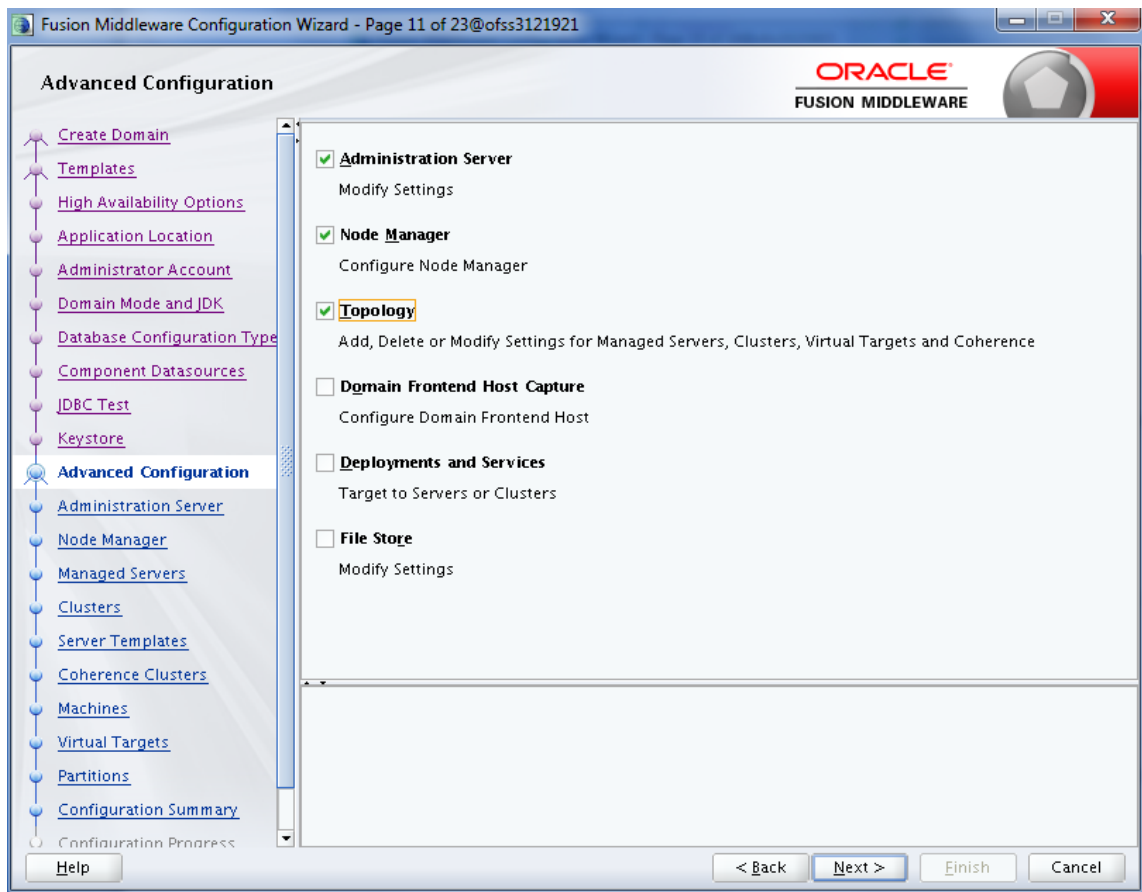 Fusion Middleware Configuration Wizard - Page 11 of 23@ofss3121921
Advanced Configuration
ORACLE
FUSION MIDDLEWARE
Create Domain
Templates
High Availability Options
Application Location
Administrator Account
Domain Mode and JDK
Database Configuration Type
Component Datasources
JDBC Test
Keystore
Advanced Configuration
Administration Server
Node Manager
Managed Servers
Clusters
Server Templates
Coherence Clusters
Machines
Virtual Targets
Partitions
Configuration Summary
Configuration Progress
Administration Server
Modify Settings
Node Manager
Configure Node Manager
Topology
Add, Delete or Modify Settings for Managed Servers, Clusters, Virtual Targets and Coherence
Domain Frontend Host Capture
Configure Domain Frontend Host
Deployments and Services
Target to Servers or Clusters
File Store
Modify Settings
Help
< Back
Next >
Finish
Cancel